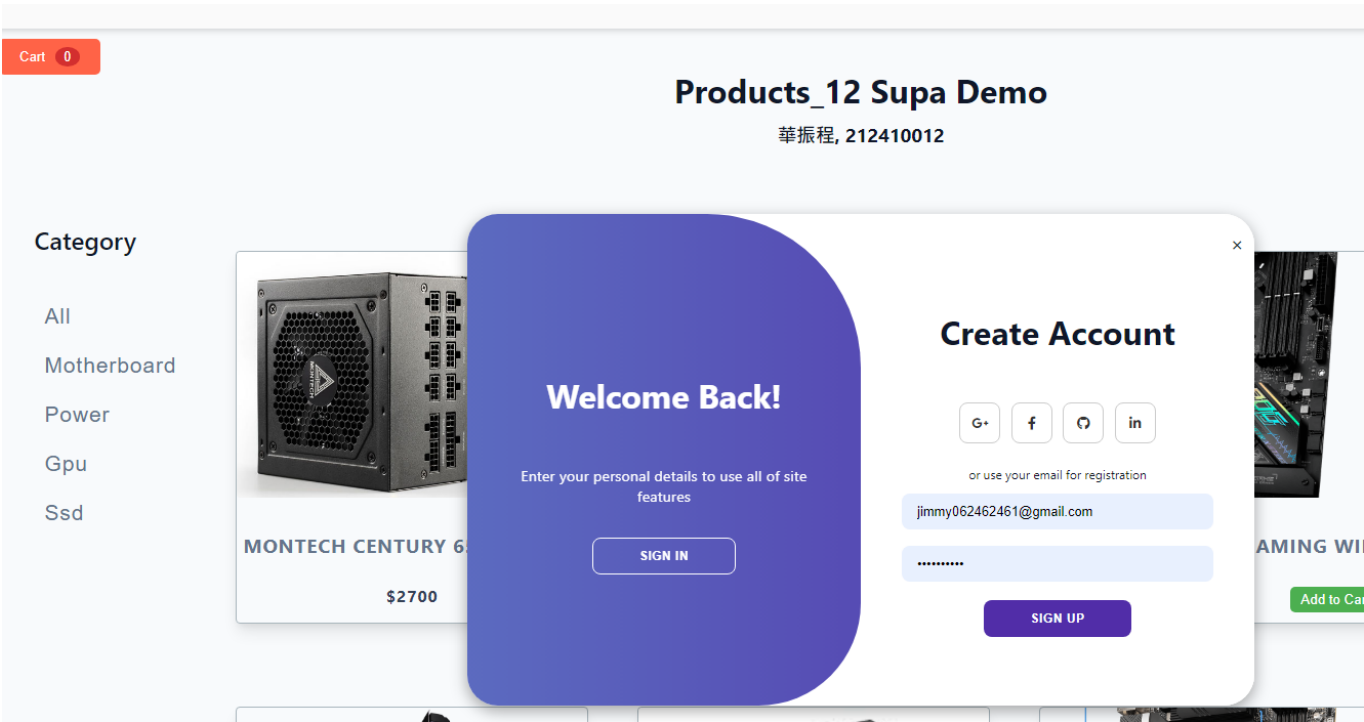 Cart 0
Products_12 Supa Demo
華振程, 212410012
Category
All
Motherboard
Power
Gpu
Ssd
MONTECH
MONTECH CENTURY 6
$2700
Welcome Back!
Enter your personal details to use all of site
features
SIGN IN
×
Create Account
G+
f
in
or use your email for registration
jimmy062462461@gmail.com
••••••••••
SIGN UP
AMING WI
Add to Car